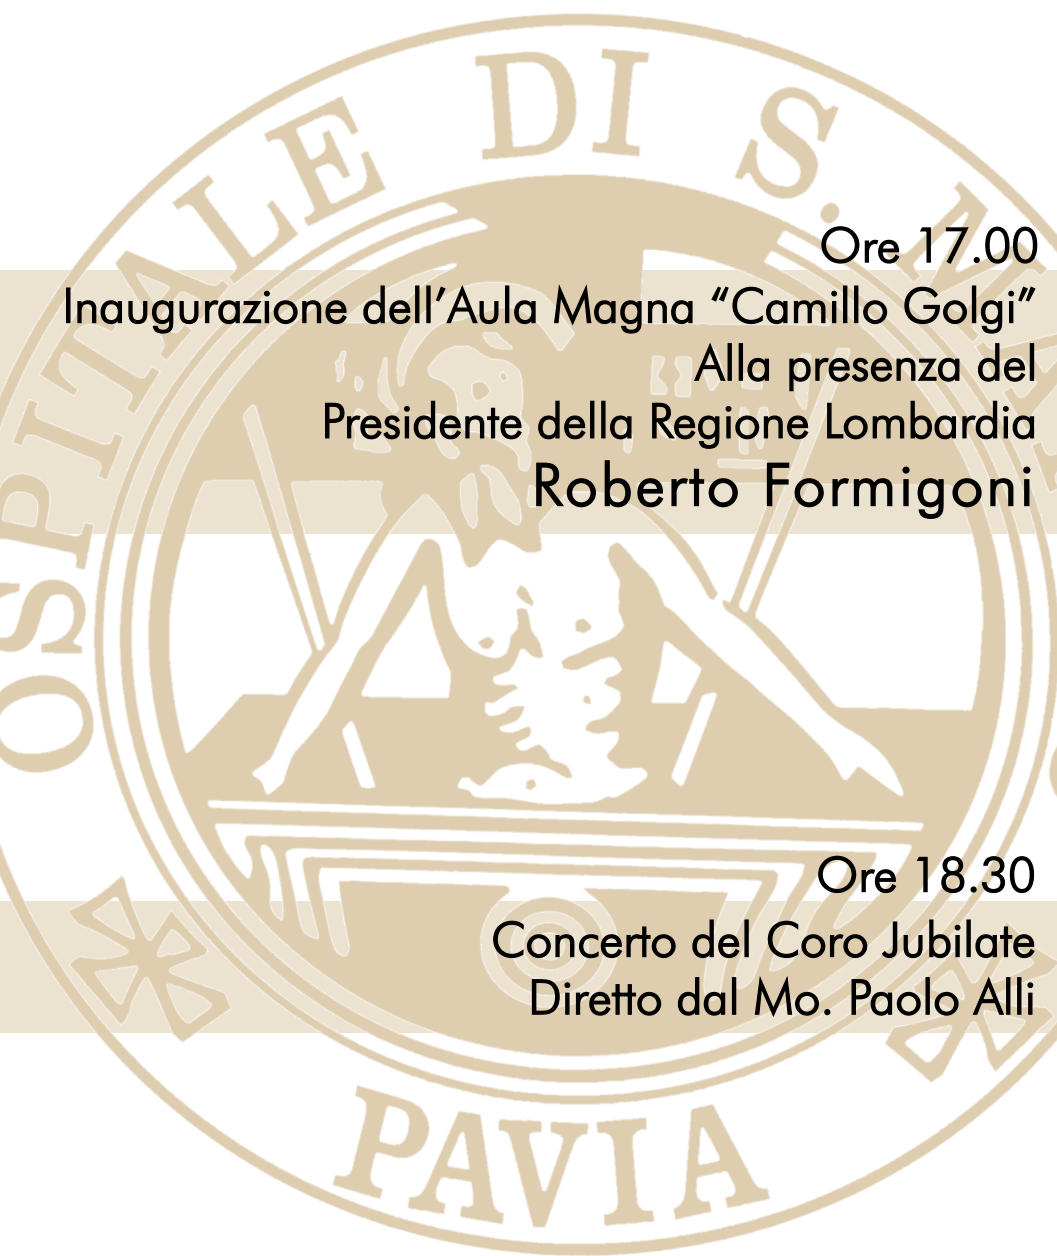 OSPITALE DI S. M
Ore 17.00
Inaugurazione dell’Aula Magna “Camillo Golgi”
Alla presenza del
Presidente della Regione Lombardia
Roberto Formigoni
Ore 18.30
Concerto del Coro Jubilate
Diretto dal Mo. Paolo Alli
PAVIA